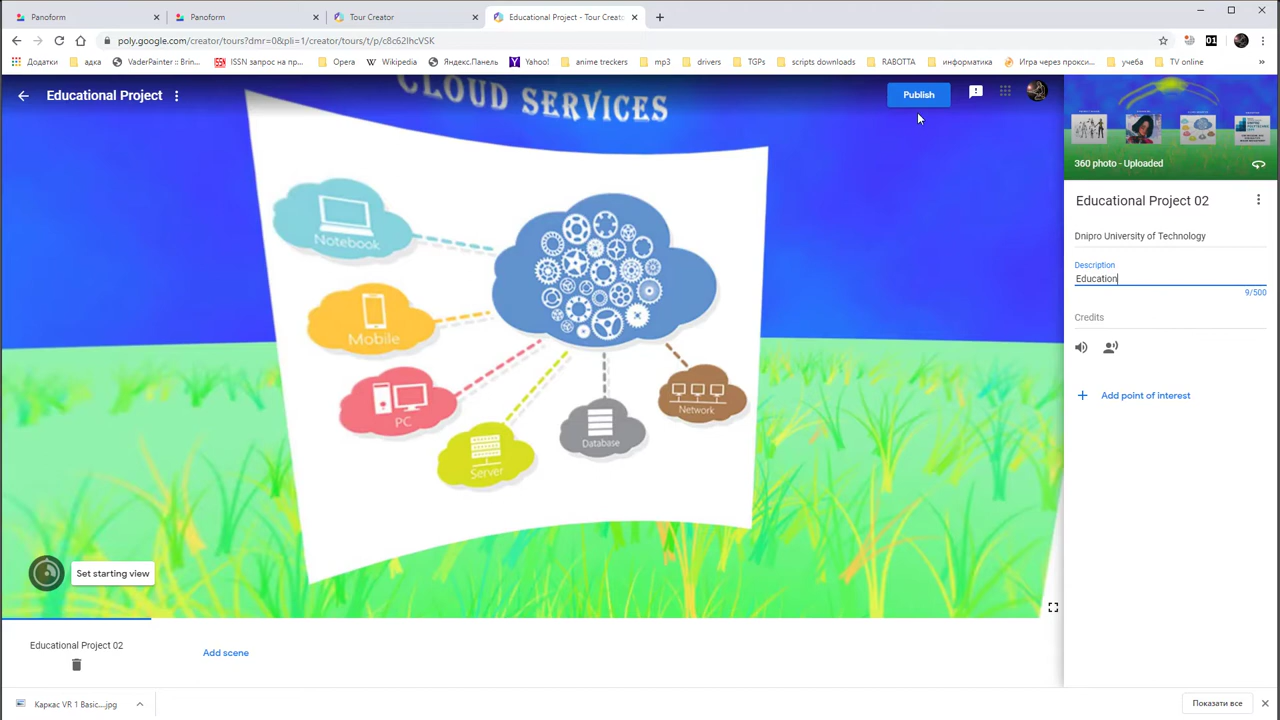 Panoform
Panoform
Tour Creator
Educational Project - Tour Creato
poly.google.com/creator/tours?dmr=0&pli=1/creator/tours/t/p/c8c62lhcVSK
Додатки
адка
VaderPainter :: Brin...
Wikipedia
ISSN запрос на пр...
Opera
Яндекс.Панель
Yahoo!
anime treckers
mp3
drivers
TGPs
scripts downloads
RABOTTA
информатика
Игра через прокси...
учеба
TV online
»
Educational Project
Publish
CLOUD SERVICES
Notebook
Mobile
PC
Server
Database
Network
360 photo - Uploaded
Educational Project 02
Dnipro University of Technology
Description
Education
9/500
Credits
+ Add point of interest
Set starting view
Educational Project 02
Add scene
Каркас VR 1 Basic....jpg
Показати все